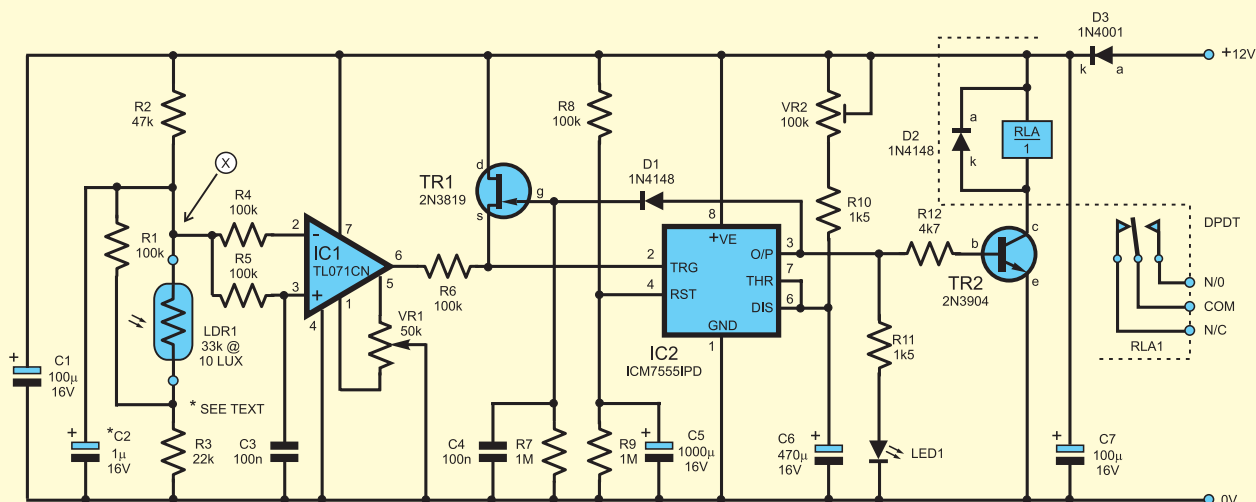 D3
1N4001
+12V
k
a
R2
47k
R8
100k
VR2
100k
a
D2
1N4148
k
RLA
1
X
R4
100k
d
TR1
2N3819
g
s
D1
1N4148
R1
100k
R5
100k
2
-
7
IC1
TL071CN
6
3
+
5
1
4
R6
100k
8
+VE
2
TRG
O/P
3
4
RST
THR
7
DIS
6
GND
1
IC2
ICM7555IPD
R10
1k5
R12
4k7
b
c
e
TR2
2N3904
DPDT
N/0
COM
N/C
RLA1
LDR1
33k @
10 LUX
VR1
50k
R11
1k5
+
C1
100µ
16V
* SEE TEXT
+
*C2
1µ
16V
R3
22k
C3
100n
C4
100n
R7
1M
R9
1M
+
C5
1000µ
16V
+
C6
470µ
16V
LED1
+
C7
100µ
16V
0V